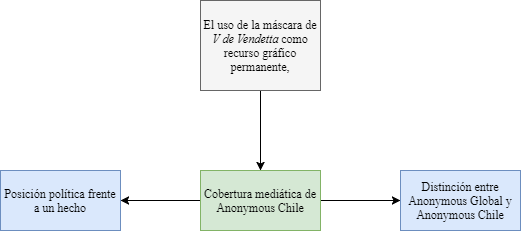 El uso de la máscara de
V de Vendetta como
recurso gráfico
permanente,
Posición política frente
a un hecho
Cobertura mediática de
Anonymous Chile
Distinción entre
Anonymous Global y
Anonymous Chile